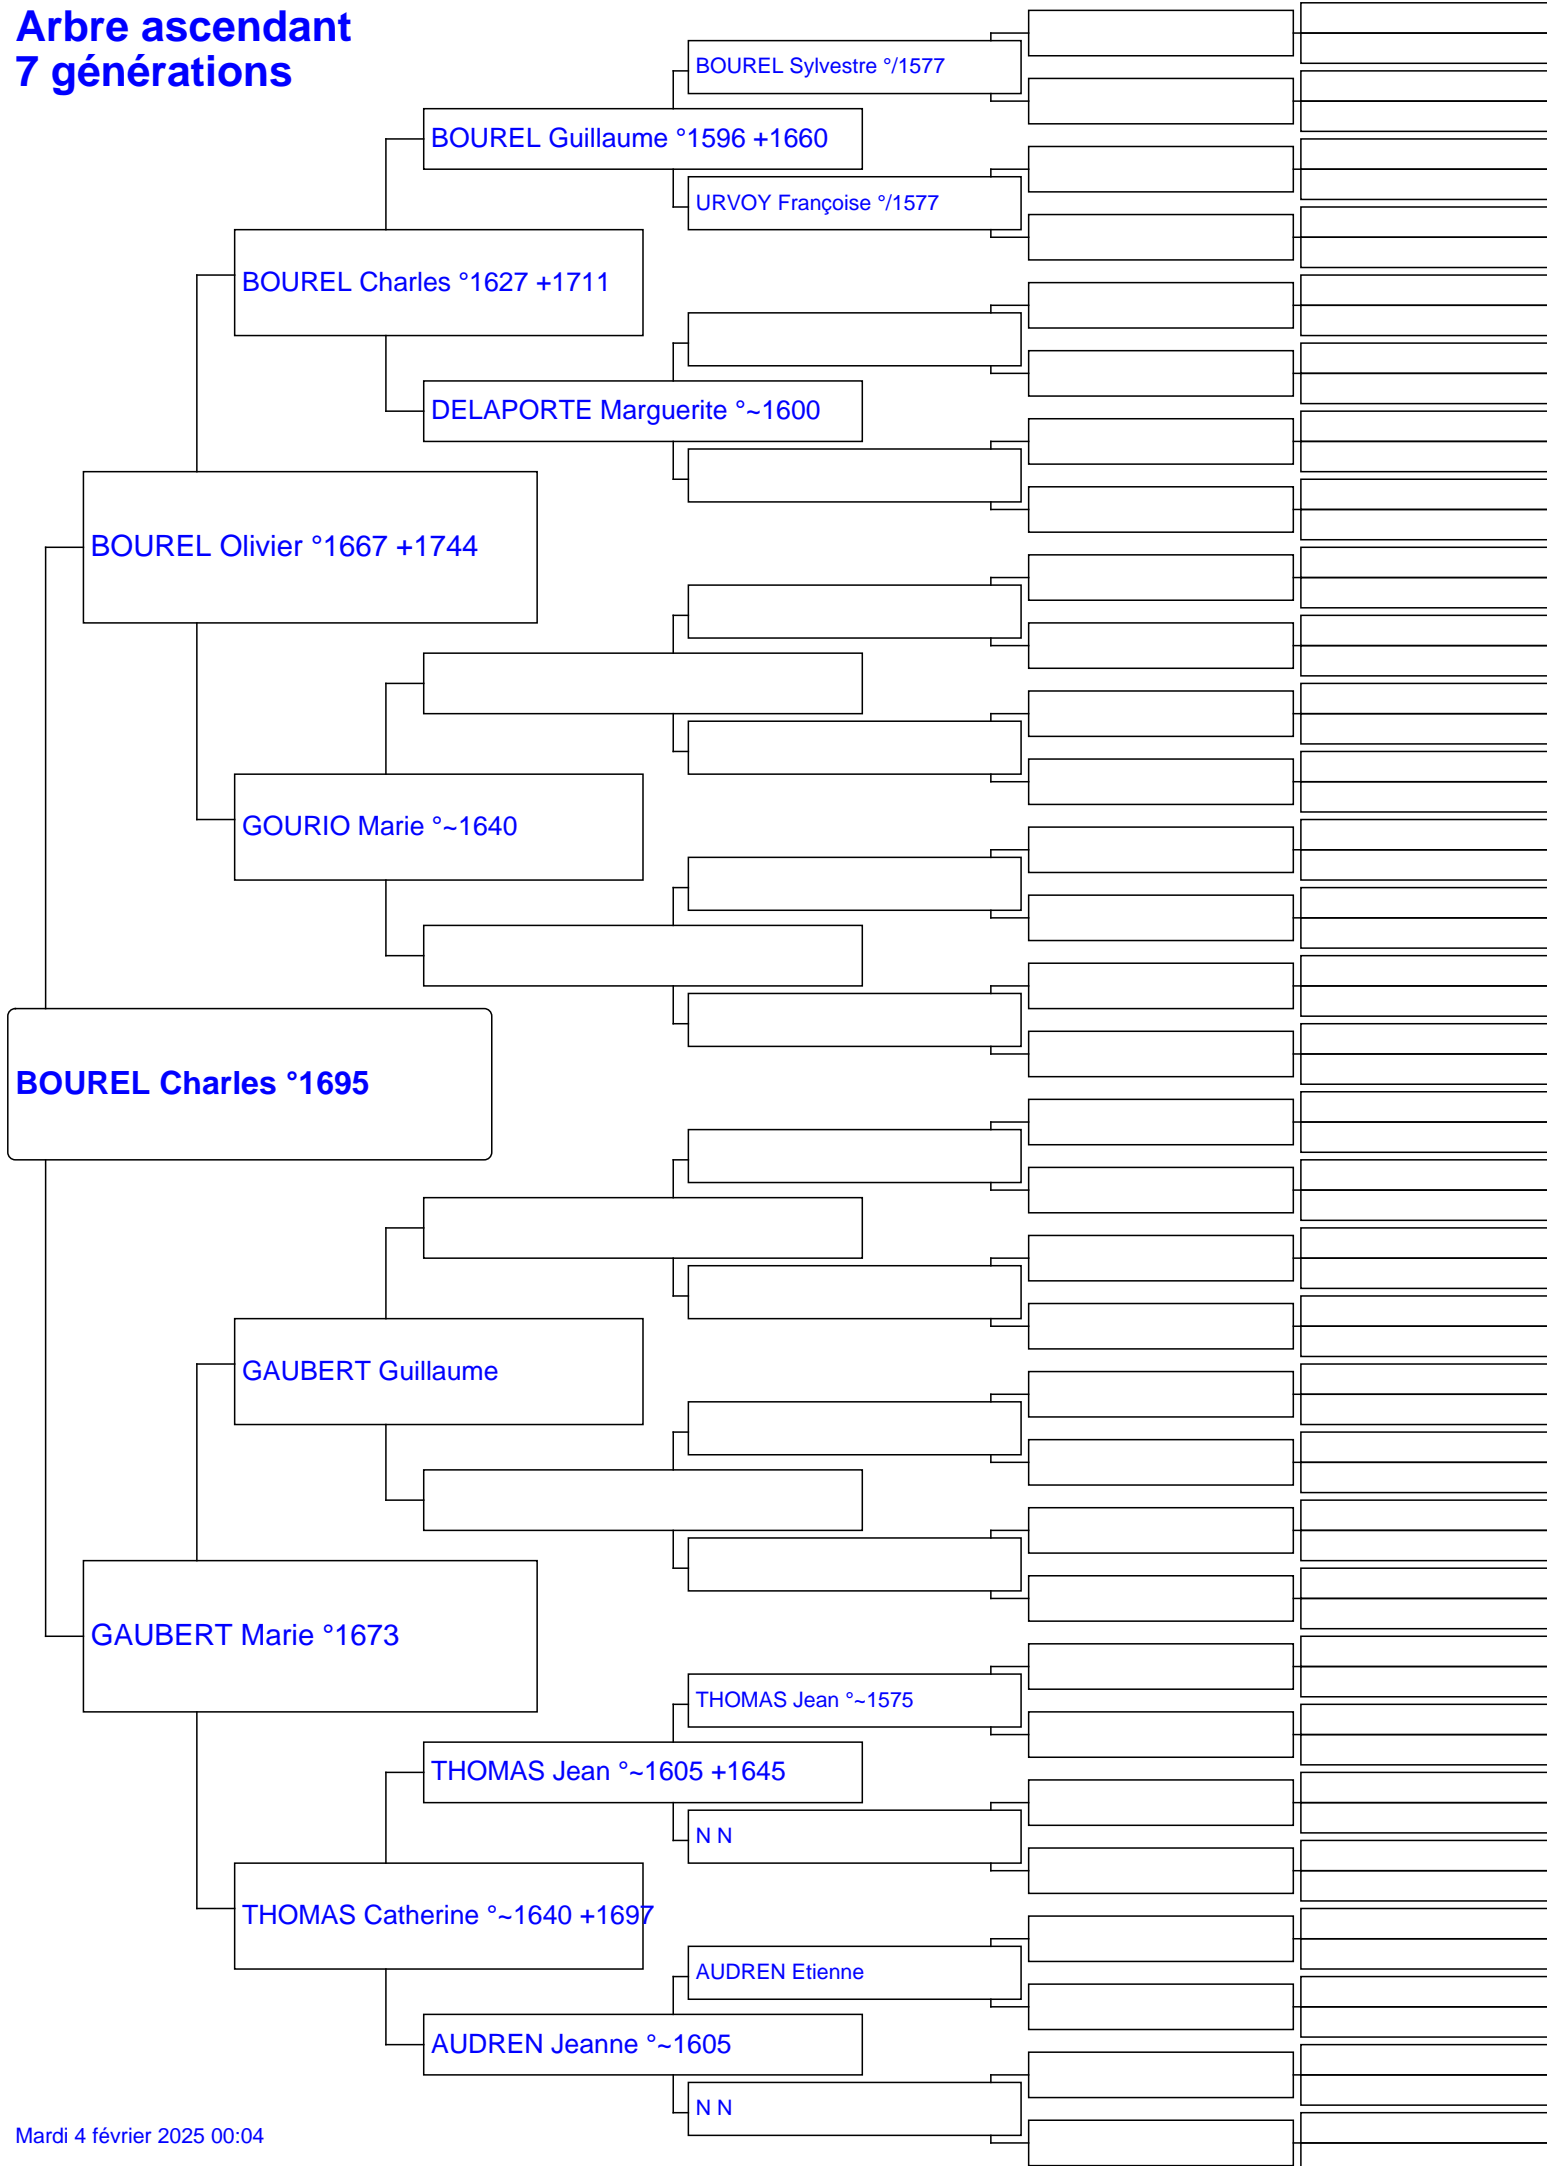 Arbre ascendant
7 générations
BOUREL Sylvestre °/1577
BOUREL Guillaume °1596 +1660
URVOY Françoise °/1577
BOUREL Charles °1627 +1711
DELAPORTE Marguerite °~1600
BOUREL Olivier °1667 +1744
GOURIO Marie °~1640
BOUREL Charles °1695
GAUBERT Guillaume
GAUBERT Marie °1673
THOMAS Jean °~1575
THOMAS Jean °~1605 +1645
N N
THOMAS Catherine °~1640 +1697
AUDREN Etienne
AUDREN Jeanne °~1605
N N
Mardi 4 février 2025 00:04